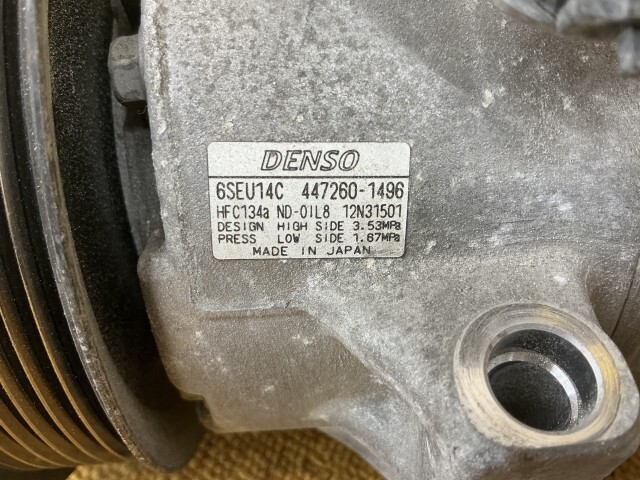 DENSO
6SEU14C 447260-1496
HFC134a ND-OIL8 12N31501
DESIGN HIGH SIDE 3.53MPa
PRESS LOW SIDE 1.67MPa
MADE IN JAPAN